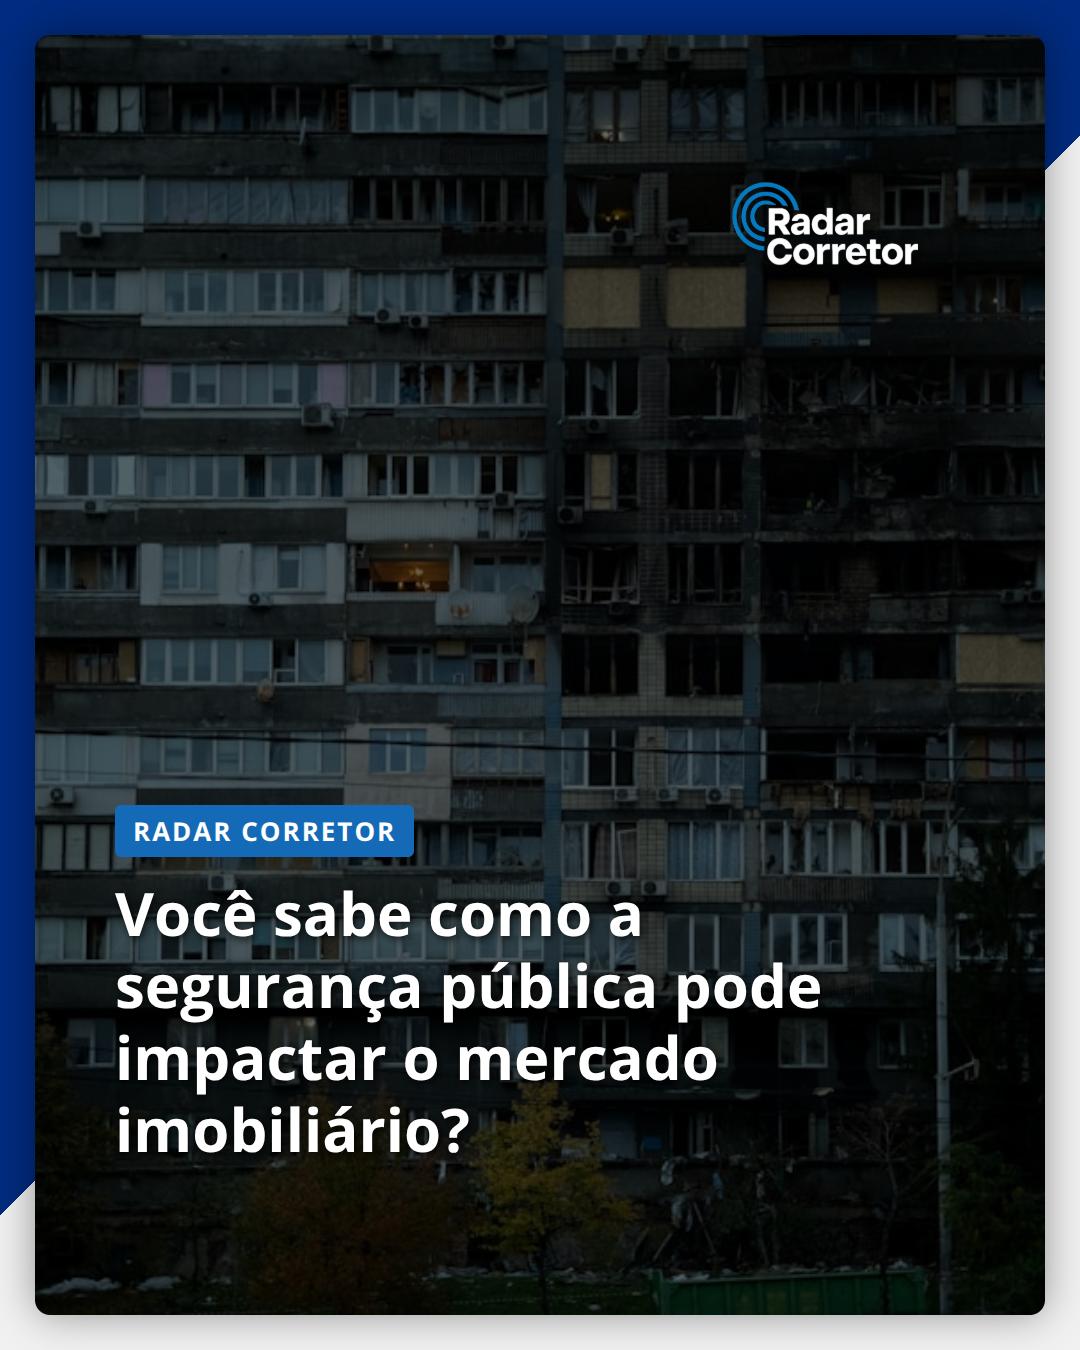 Radar
Corretor
RADAR CORRETOR
Você sabe como a
segurança pública pode
impactar o mercado
imobiliário?